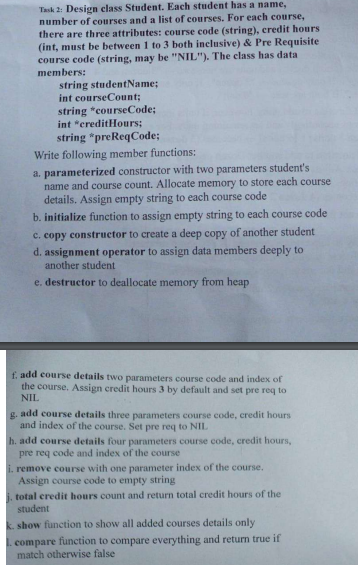 Task 2: Design class Student. Each student has a name,
number of courses and a list of courses. For each course,
there are three attributes: course code (string), credit hours
(int, must be between 1 to 3 both inclusive) & Pre Requisite
course code (string, may be "NIL"). The class has data
members:
string studentName;
int courseCount;
string *courseCode;
int *creditHours;
string *preReqCode;
Write following member functions:
a. parameterized constructor with two parameters student's
name and course count. Allocate memory to store each course
details. Assign empty string to each course code
b. initialize function to assign empty string to each course code
c. copy constructor to create a deep copy of another student
d. assignment operator to assign data members deeply to
another student
e. destructor to deallocate memory from heap
f. add course details two parameters course code and index of
the course. Assign credit hours 3 by default and set pre req to
NIL
g. add course details three parameters course code, credit hours
and index of the course. Set pre req to NIL.
h. add course details four parameters course code, credit hours,
pre req code and index of the course
i. remove course with one parameter index of the course.
Assign course code to empty string
j. total credit hours count and return total credit hours of the
student
k. show function to show all added courses details only
l. compare function to compare everything and return true if
match otherwise false